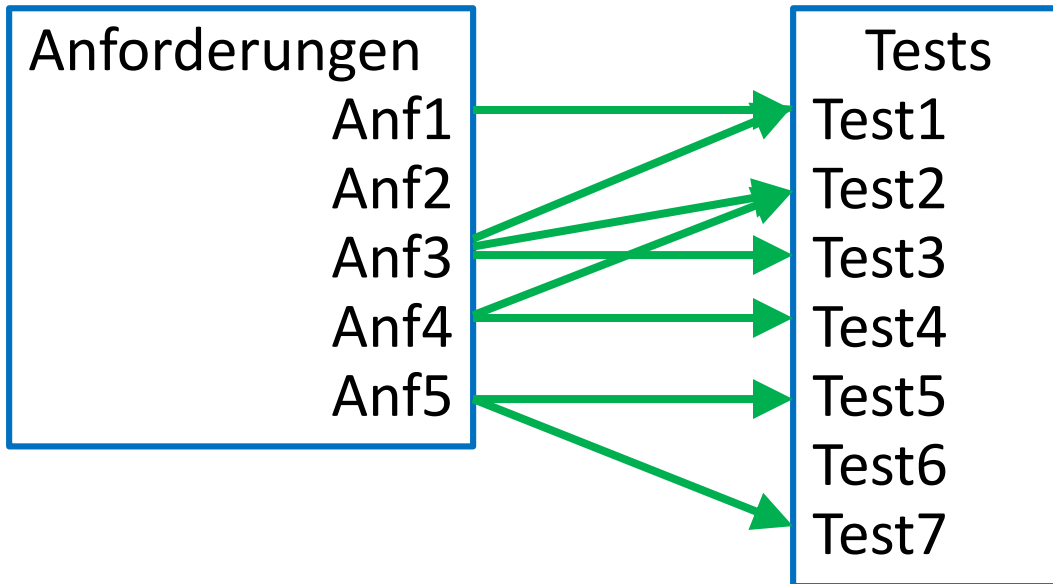 Anforderungen
Anf1
Anf2
Anf3
Anf4
Anf5
Tests
Test1
Test2
Test3
Test4
Test5
Test6
Test7